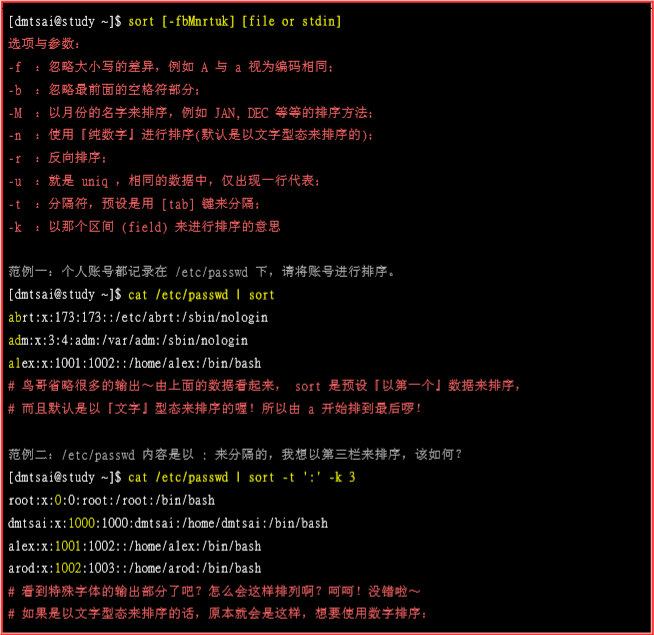 [dmtsai@study ~]$ sort [-fbMnrtuk] [file or stdin]
选项与参数：
-f ：忽略大小写的差异，例如 A 与 a 视为编码相同；
-b ：忽略最前面的空格符部分；
-M ：以月份的名字来排序，例如 JAN, DEC 等等的排序方法；
-n ：使用『纯数字』进行排序(默认是以文字型态来排序的)；
-r ：反向排序；
-u ：就是 uniq ，相同的数据中，仅出现一行代表；
-t ：分隔符，预设是用 [tab] 键来分隔；
-k ：以那个区间 (field) 来进行排序的意思
范例一：个人账号都记录在 /etc/passwd 下，请将账号进行排序。
[dmtsai@study ~]$ cat /etc/passwd | sort
abrt:x:173:173::/etc/abrt:/sbin/nologin
adm:x:3:4:adm:/var/adm:/sbin/nologin
alex:x:1001:1002::/home/alex:/bin/bash
# 鸟哥省略很多的输出～由上面的数据看起来， sort 是预设『以第一个』数据来排序，
# 而且默认是以『文字』型态来排序的喔！所以由 a 开始排到最后啰！
范例二：/etc/passwd 内容是以 : 来分隔的，我想以第三栏来排序，该如何？
[dmtsai@study ~]$ cat /etc/passwd | sort -t ':' -k 3
root:x:0:0:root:/root:/bin/bash
dmtsai:x:1000:1000:dmtsai:/home/dmtsai:/bin/bash
alex:x:1001:1002::/home/alex:/bin/bash
arod:x:1002:1003::/home/arod:/bin/bash
# 看到特殊字体的输出部分了吧？怎么会这样排列啊？呵呵！没错啦～
# 如果是以文字型态来排序的话，原本就会是这样，想要使用数字排序：